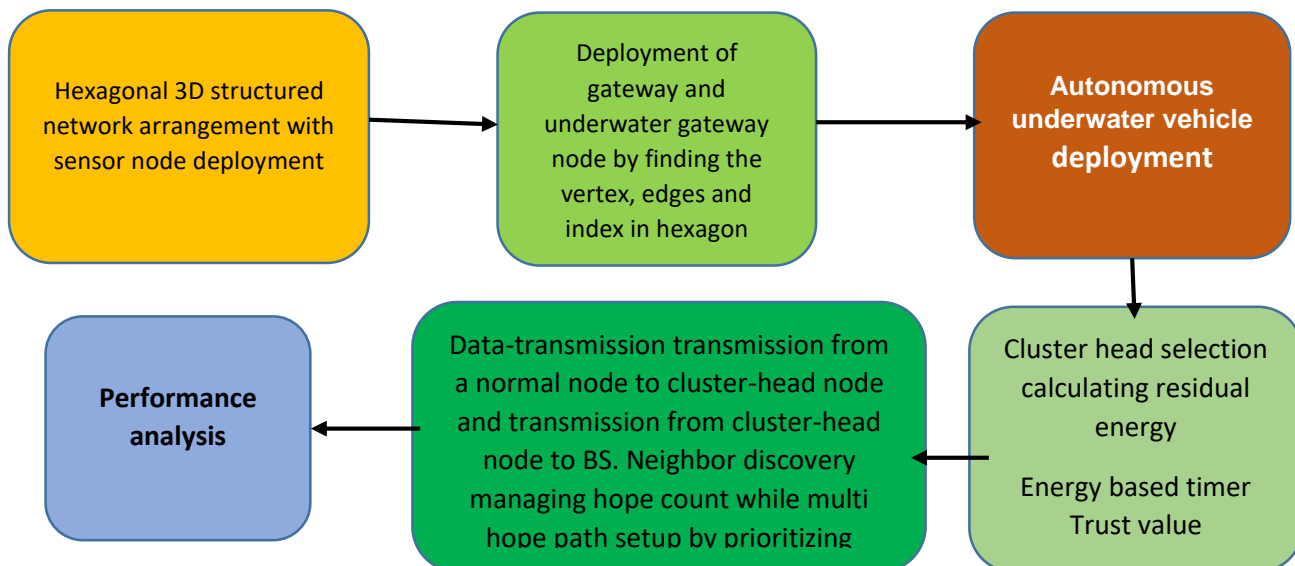 Hexagonal 3D structured
network arrangement with
sensor node deployment
Deployment of
gateway and
underwater gateway
node by finding the
vertex, edges and
index in hexagon
Autonomous
underwater vehicle
deployment
Cluster head selection
calculating residual
energy
Energy based timer
Trust value
Data-transmission transmission from
a normal node to cluster-head node
and transmission from cluster-head
node to BS. Neighbor discovery
managing hope count while multi
hope path setup by prioritizing
Performance
analysis